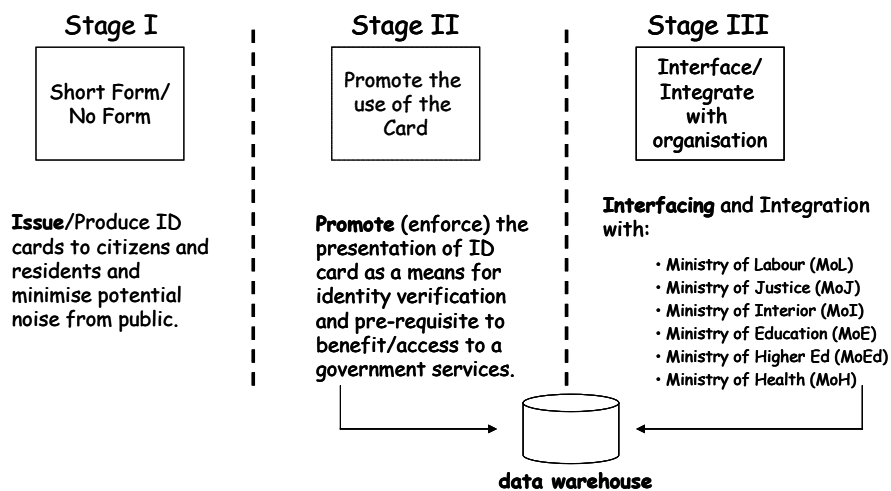 Stage I
Short Form/
No Form
Issue/Produce ID
cards to citizens and
residents and
minimise potential
noise from public.
Stage II
Promote the
use of the
Card
Promote (enforce) the
presentation of ID
card as a means for
identity verification
and pre-requisite to
benefit/access to a
government services.
Stage III
Interface/
Integrate
with
organisation
Interfacing and Integration
with:
• Ministry of Labour (MoL)
• Ministry of Justice (MoJ)
• Ministry of Interior (MoI)
• Ministry of Education (MoE)
• Ministry of Higher Ed (MoEd)
• Ministry of Health (MoH)
data warehouse